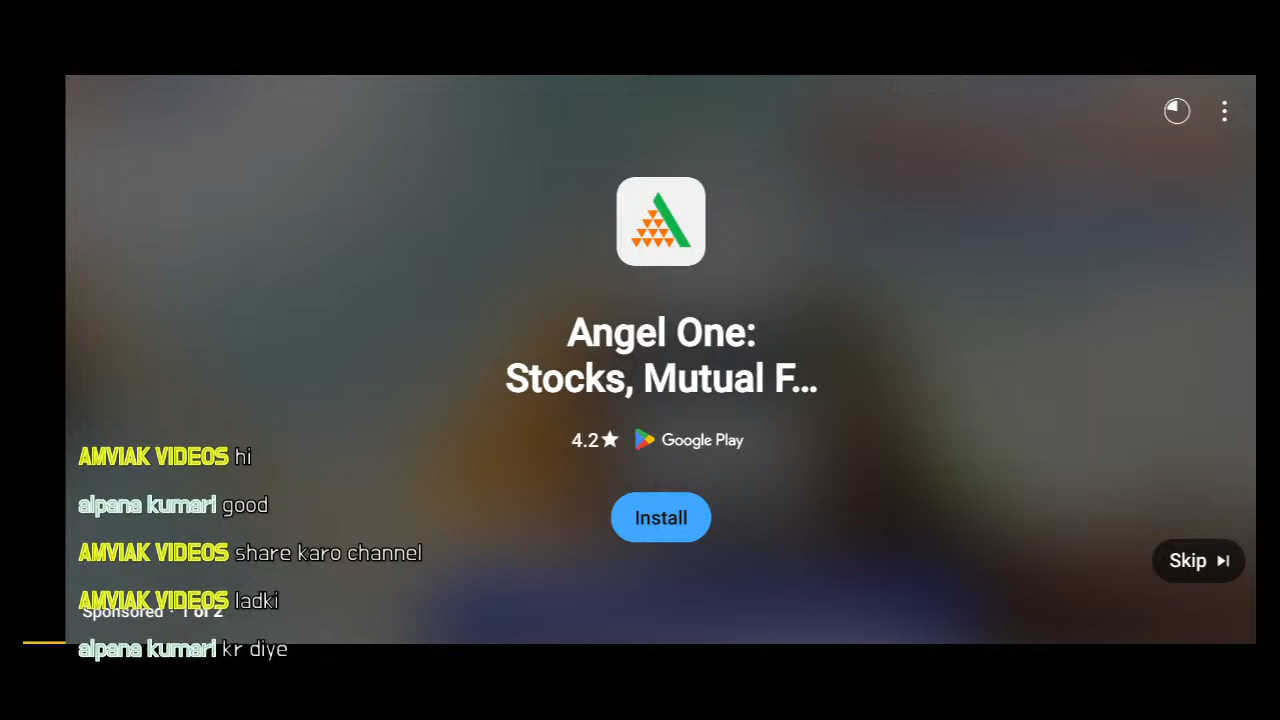 Angel One:
Stocks, Mutual F...
4.2★ Google Play
Install
Skip
AMVIAK VIDEOS hi
alpana kumari good
AMVIAK VIDEOS share karo channel
AMVIAK VIDEOS ladki
Sponsored · 1 of 2
alpana kumari kr diye